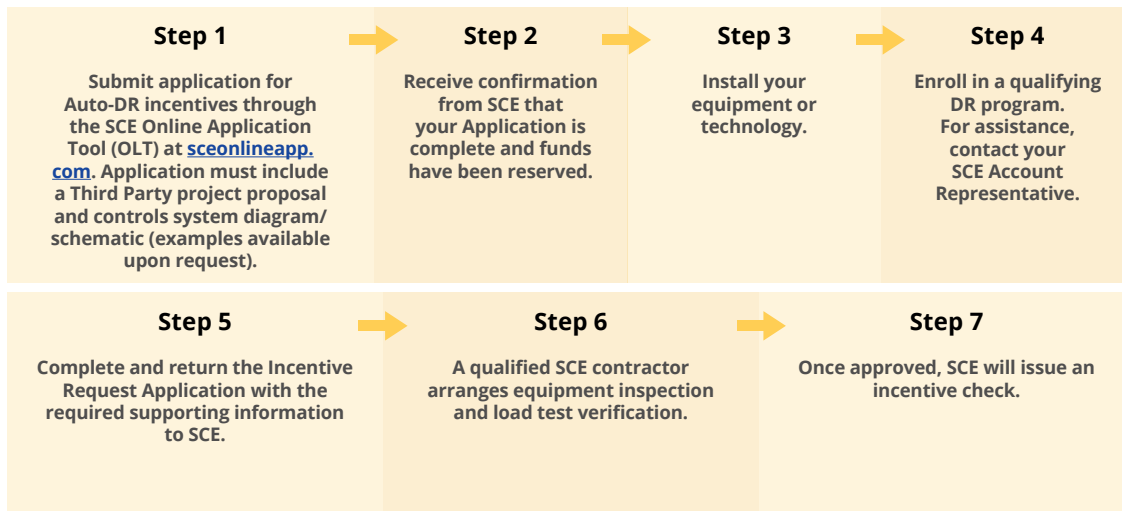 Step 1
Submit application for
Auto-DR incentives through
the SCE Online Application
Tool (OLT) at sceonlineapp.
com. Application must include
a Third Party project proposal
and controls system diagram/
schematic (examples available
upon request).
Step 2
Receive confirmation
from SCE that
your Application is
complete and funds
have been reserved.
Step 3
Install your
equipment or
technology.
Step 4
Enroll in a qualifying
DR program.
For assistance,
contact your
SCE Account
Representative.
Step 5
Complete and return the Incentive
Request Application with the
required supporting information
to SCE.
Step 6
A qualified SCE contractor
arranges equipment inspection
and load test verification.
Step 7
Once approved, SCE will issue an
incentive check.